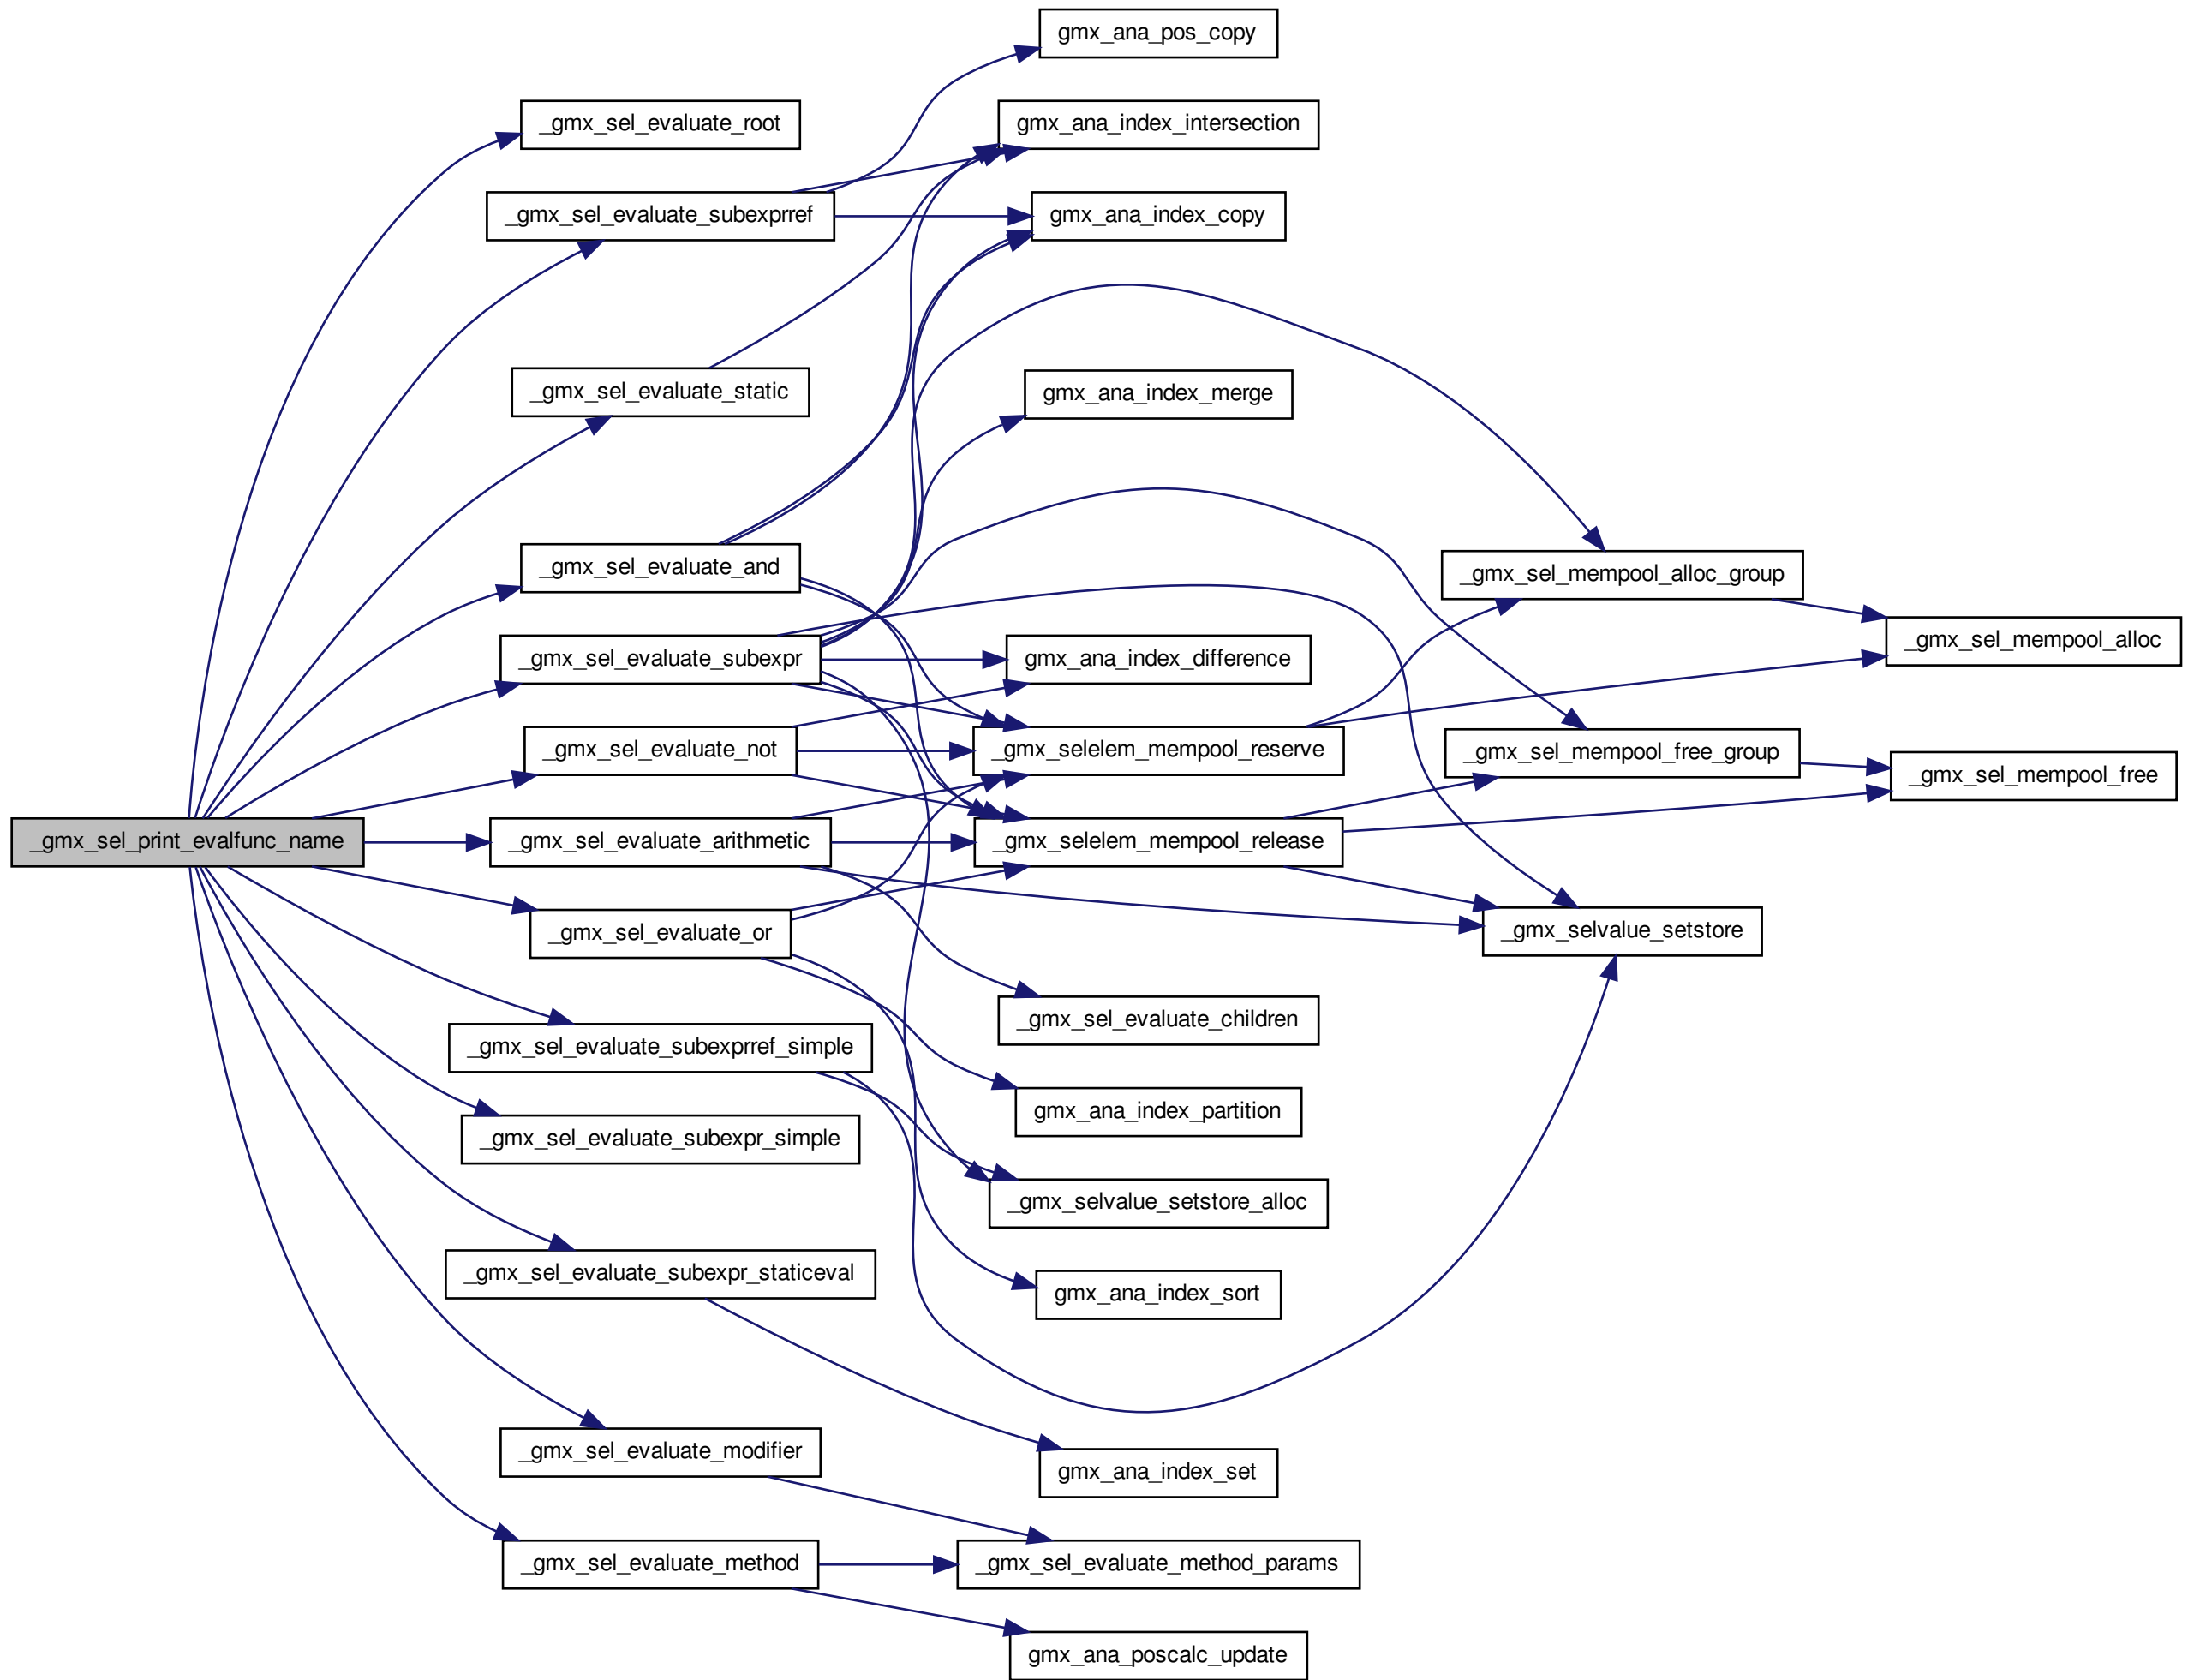 gmx_ana_pos_copy
_gmx_sel_evaluate_root
gmx_ana_index_intersection
_gmx_sel_evaluate_subexprref
gmx_ana_index_copy
_gmx_sel_evaluate_static
gmx_ana_index_merge
_gmx_sel_evaluate_and
_gmx_sel_mempool_alloc_group
_gmx_sel_mempool_alloc
_gmx_sel_evaluate_subexpr
gmx_ana_index_difference
_gmx_sel_evaluate_not
_gmx_selelem_mempool_reserve
_gmx_sel_mempool_free_group
_gmx_sel_mempool_free
_gmx_sel_print_evalfunc_name
_gmx_sel_evaluate_arithmetic
_gmx_selelem_mempool_release
_gmx_sel_evaluate_or
_gmx_selvalue_setstore
_gmx_sel_evaluate_children
_gmx_sel_evaluate_subexprref_simple
gmx_ana_index_partition
_gmx_sel_evaluate_subexpr_simple
_gmx_selvalue_setstore_alloc
_gmx_sel_evaluate_subexpr_staticeval
gmx_ana_index_sort
_gmx_sel_evaluate_modifier
gmx_ana_index_set
_gmx_sel_evaluate_method
_gmx_sel_evaluate_method_params
gmx_ana_poscalc_update